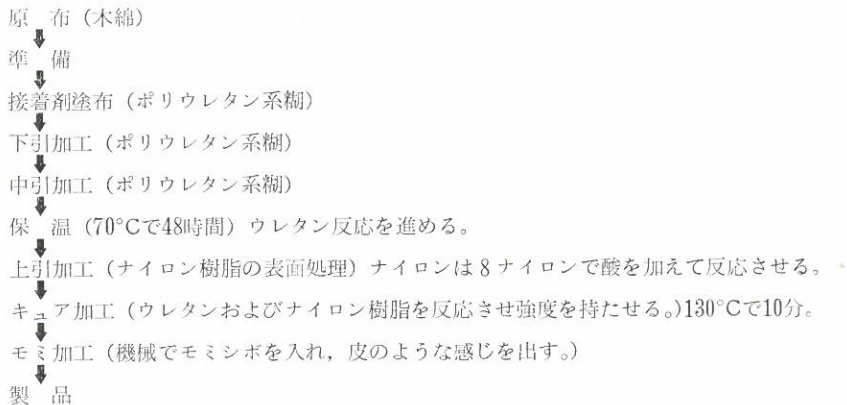 原　布（木綿）
準　備
接着剤塗布（ポリウレタン系糊）
下引加工（ポリウレタン系糊）
中引加工（ポリウレタン系糊）
保　温（70°Cで48時間）ウレタン反応を進める。
上引加工（ナイロン樹脂の表面処理）ナイロンは8ナイロンで酸を加えて反応させる。
キュア加工（ウレタンおよびナイロン樹脂を反応させ強度を持たせる。)130°Cで10分。
モミ加工（機械でモミシボを入れ，皮のような感じを出す。）
製　品